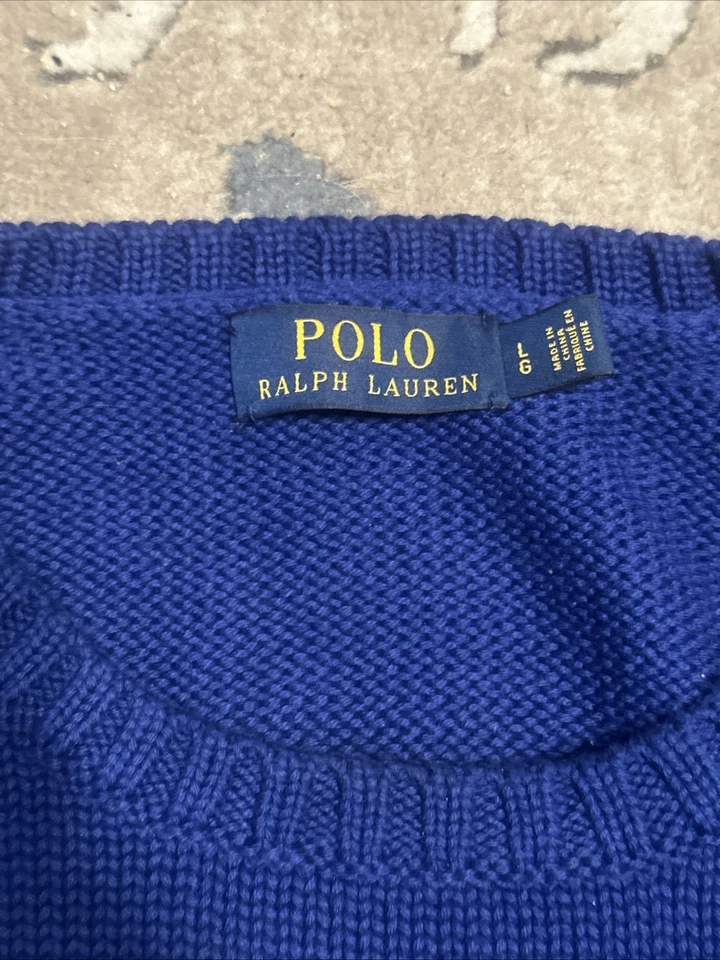 POLO
RALPH LAUREN
L
G
MADE IN
CHINA
FABRIQUÉ EN
CHINE